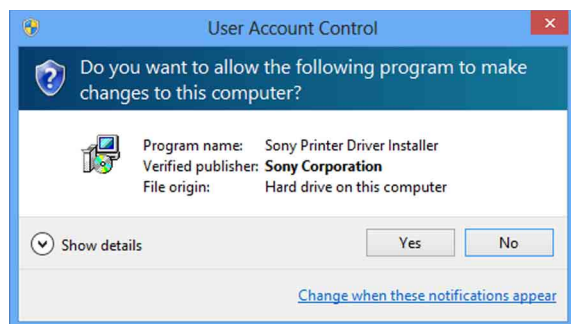 User Account Control
Do you want to allow the following program to make
changes to this computer?
Program name: Sony Printer Driver Installer
Verified publisher: Sony Corporation
File origin: Hard drive on this computer
Show details
Yes
No
Change when these notifications appear